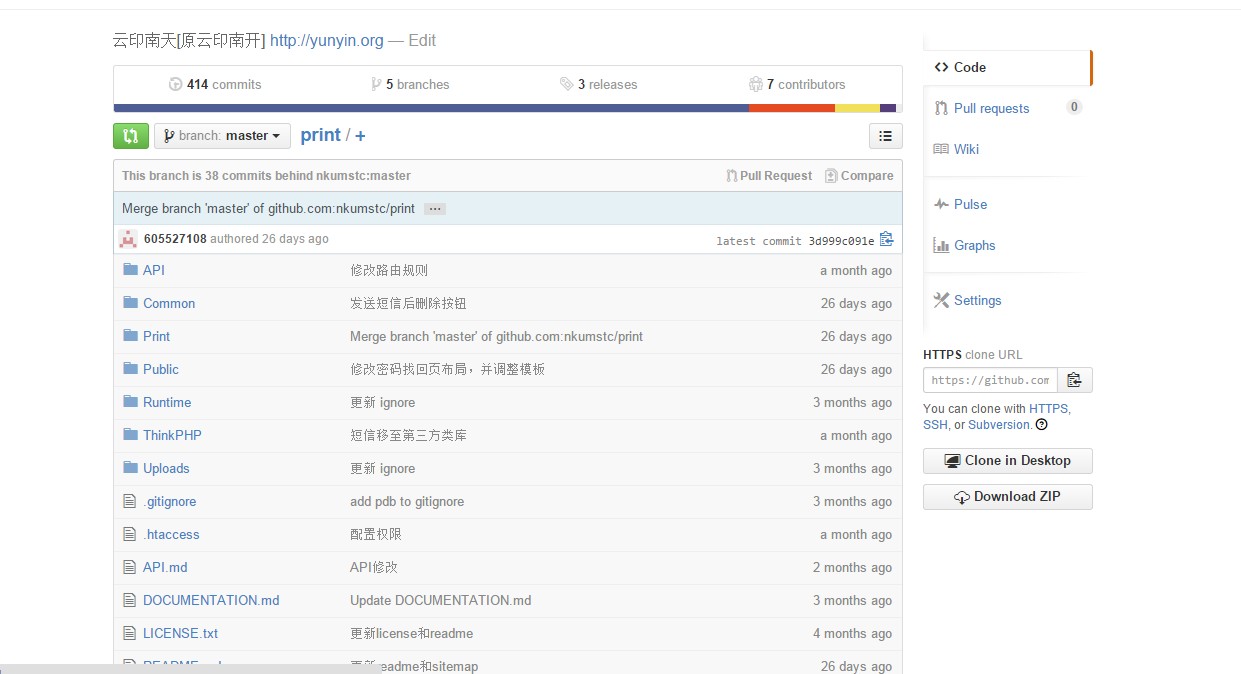 云印南天[原云印南开] http://yunyin.org — Edit
414 commits 5 branches 3 releases 7 contributors
branch: master print / +
This branch is 38 commits behind nkumstc:master Pull Request Compare
Merge branch 'master' of github.com:nkumstc/print ...
605527108 authored 26 days ago latest commit 3d999c091e
API 修改路由规则 a month ago
Common 发送短信后删除按钮 26 days ago
Print Merge branch 'master' of github.com:nkumstc/print 26 days ago
Public 修改密码找回页布局，并调整模板 26 days ago
Runtime 更新 ignore 3 months ago
ThinkPHP 短信移至第三方类库 a month ago
Uploads 更新 ignore 3 months ago
.gitignore add pdb to gitignore 3 months ago
.htaccess 配置权限 a month ago
API.md API修改 2 months ago
DOCUMENTATION.md Update DOCUMENTATION.md 3 months ago
LICENSE.txt 更新license和readme 4 months ago
README.md 更新readme和sitemap 26 days ago
Code
Pull requests 0
Wiki
Pulse
Graphs
Settings
HTTPS clone URL
https://github.com
You can clone with HTTPS,
SSH, or Subversion.
Clone in Desktop
Download ZIP